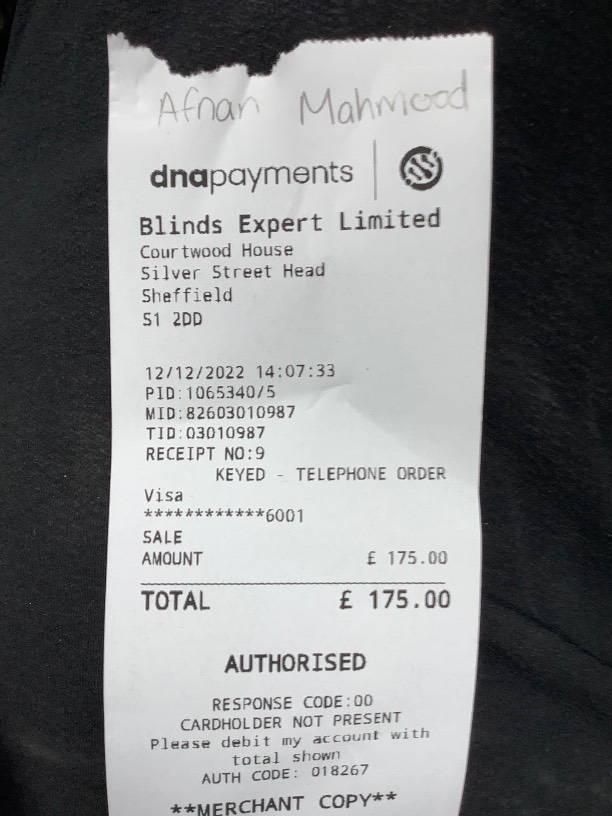 Afnan Mahmood
dnapayments
Blinds Expert Limited
Courtwood House
Silver Street Head
Sheffield
S1 2DD
12/12/2022 14:07:33
PID:1065340/5
MID:82603010987
TID:03010987
RECEIPT NO:9
KEYED - TELEPHONE ORDER
Visa
************6001
SALE
AMOUNT £ 175.00
TOTAL £ 175.00
AUTHORISED
RESPONSE CODE:00
CARDHOLDER NOT PRESENT
Please debit my account with
total shown
AUTH CODE: 018267
**MERCHANT COPY**